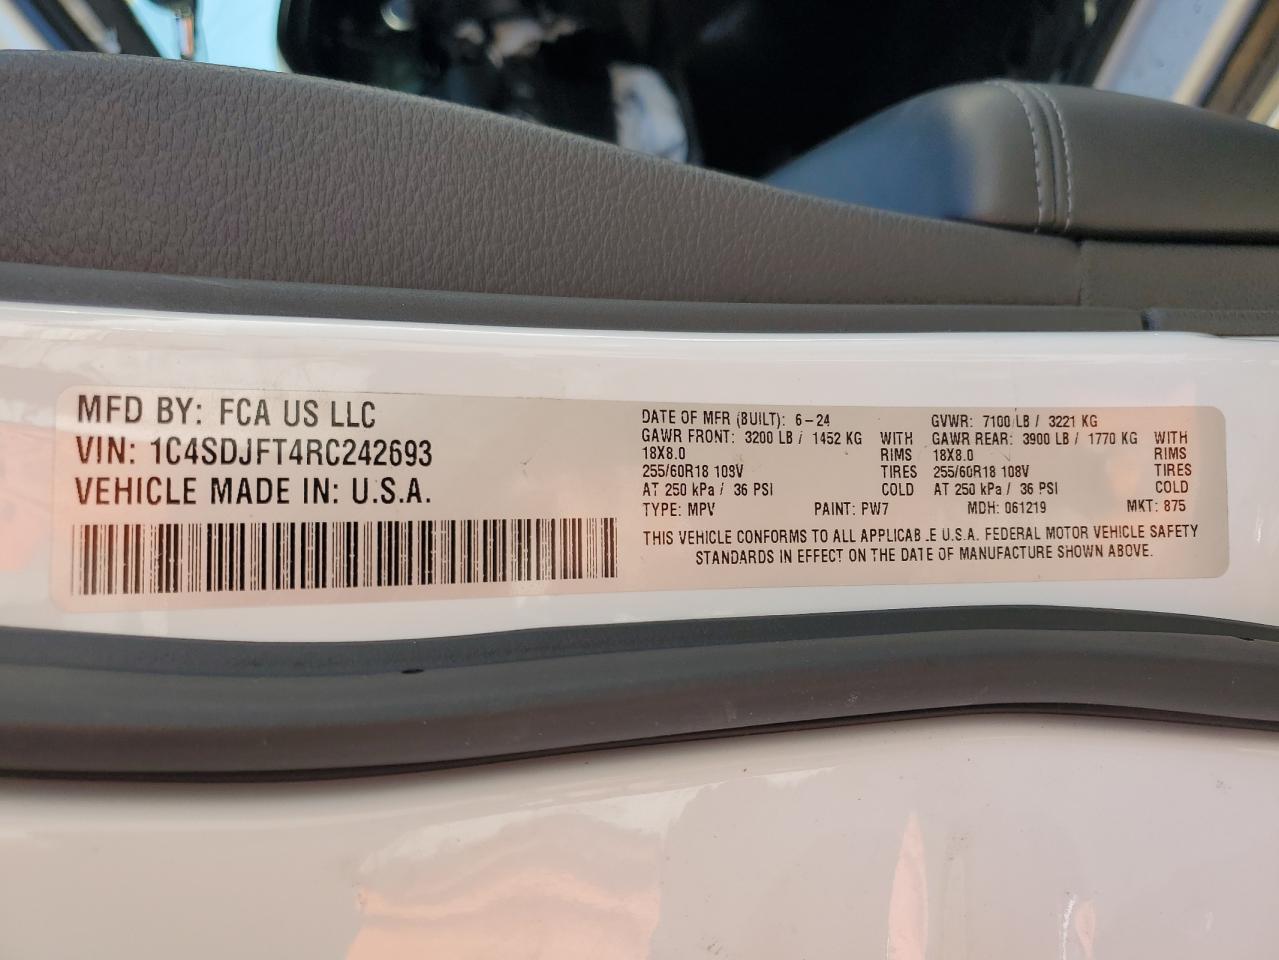 MFD BY: FCA US LLC
VIN: 1C4SDJFT4RC242693
VEHICLE MADE IN: U.S.A.
DATE OF MFR (BUILT): 6-24
GAWR FRONT: 3200 LB / 1452 KG WITH
18X8.0 RIMS
255/60R18 108V TIRES
AT 250 kPa / 36 PSI COLD
TYPE: MPV PAINT: PW7
GVWR: 7100 LB / 3221 KG
GAWR REAR: 3900 LB / 1770 KG WITH
18X8.0 RIMS
255/60R18 108V TIRES
AT 250 kPa / 36 PSI COLD
MDH: 061219 MKT: 875
THIS VEHICLE CONFORMS TO ALL APPLICAB.E U.S.A. FEDERAL MOTOR VEHICLE SAFETY
STANDARDS IN EFFECT ON THE DATE OF MANUFACTURE SHOWN ABOVE.